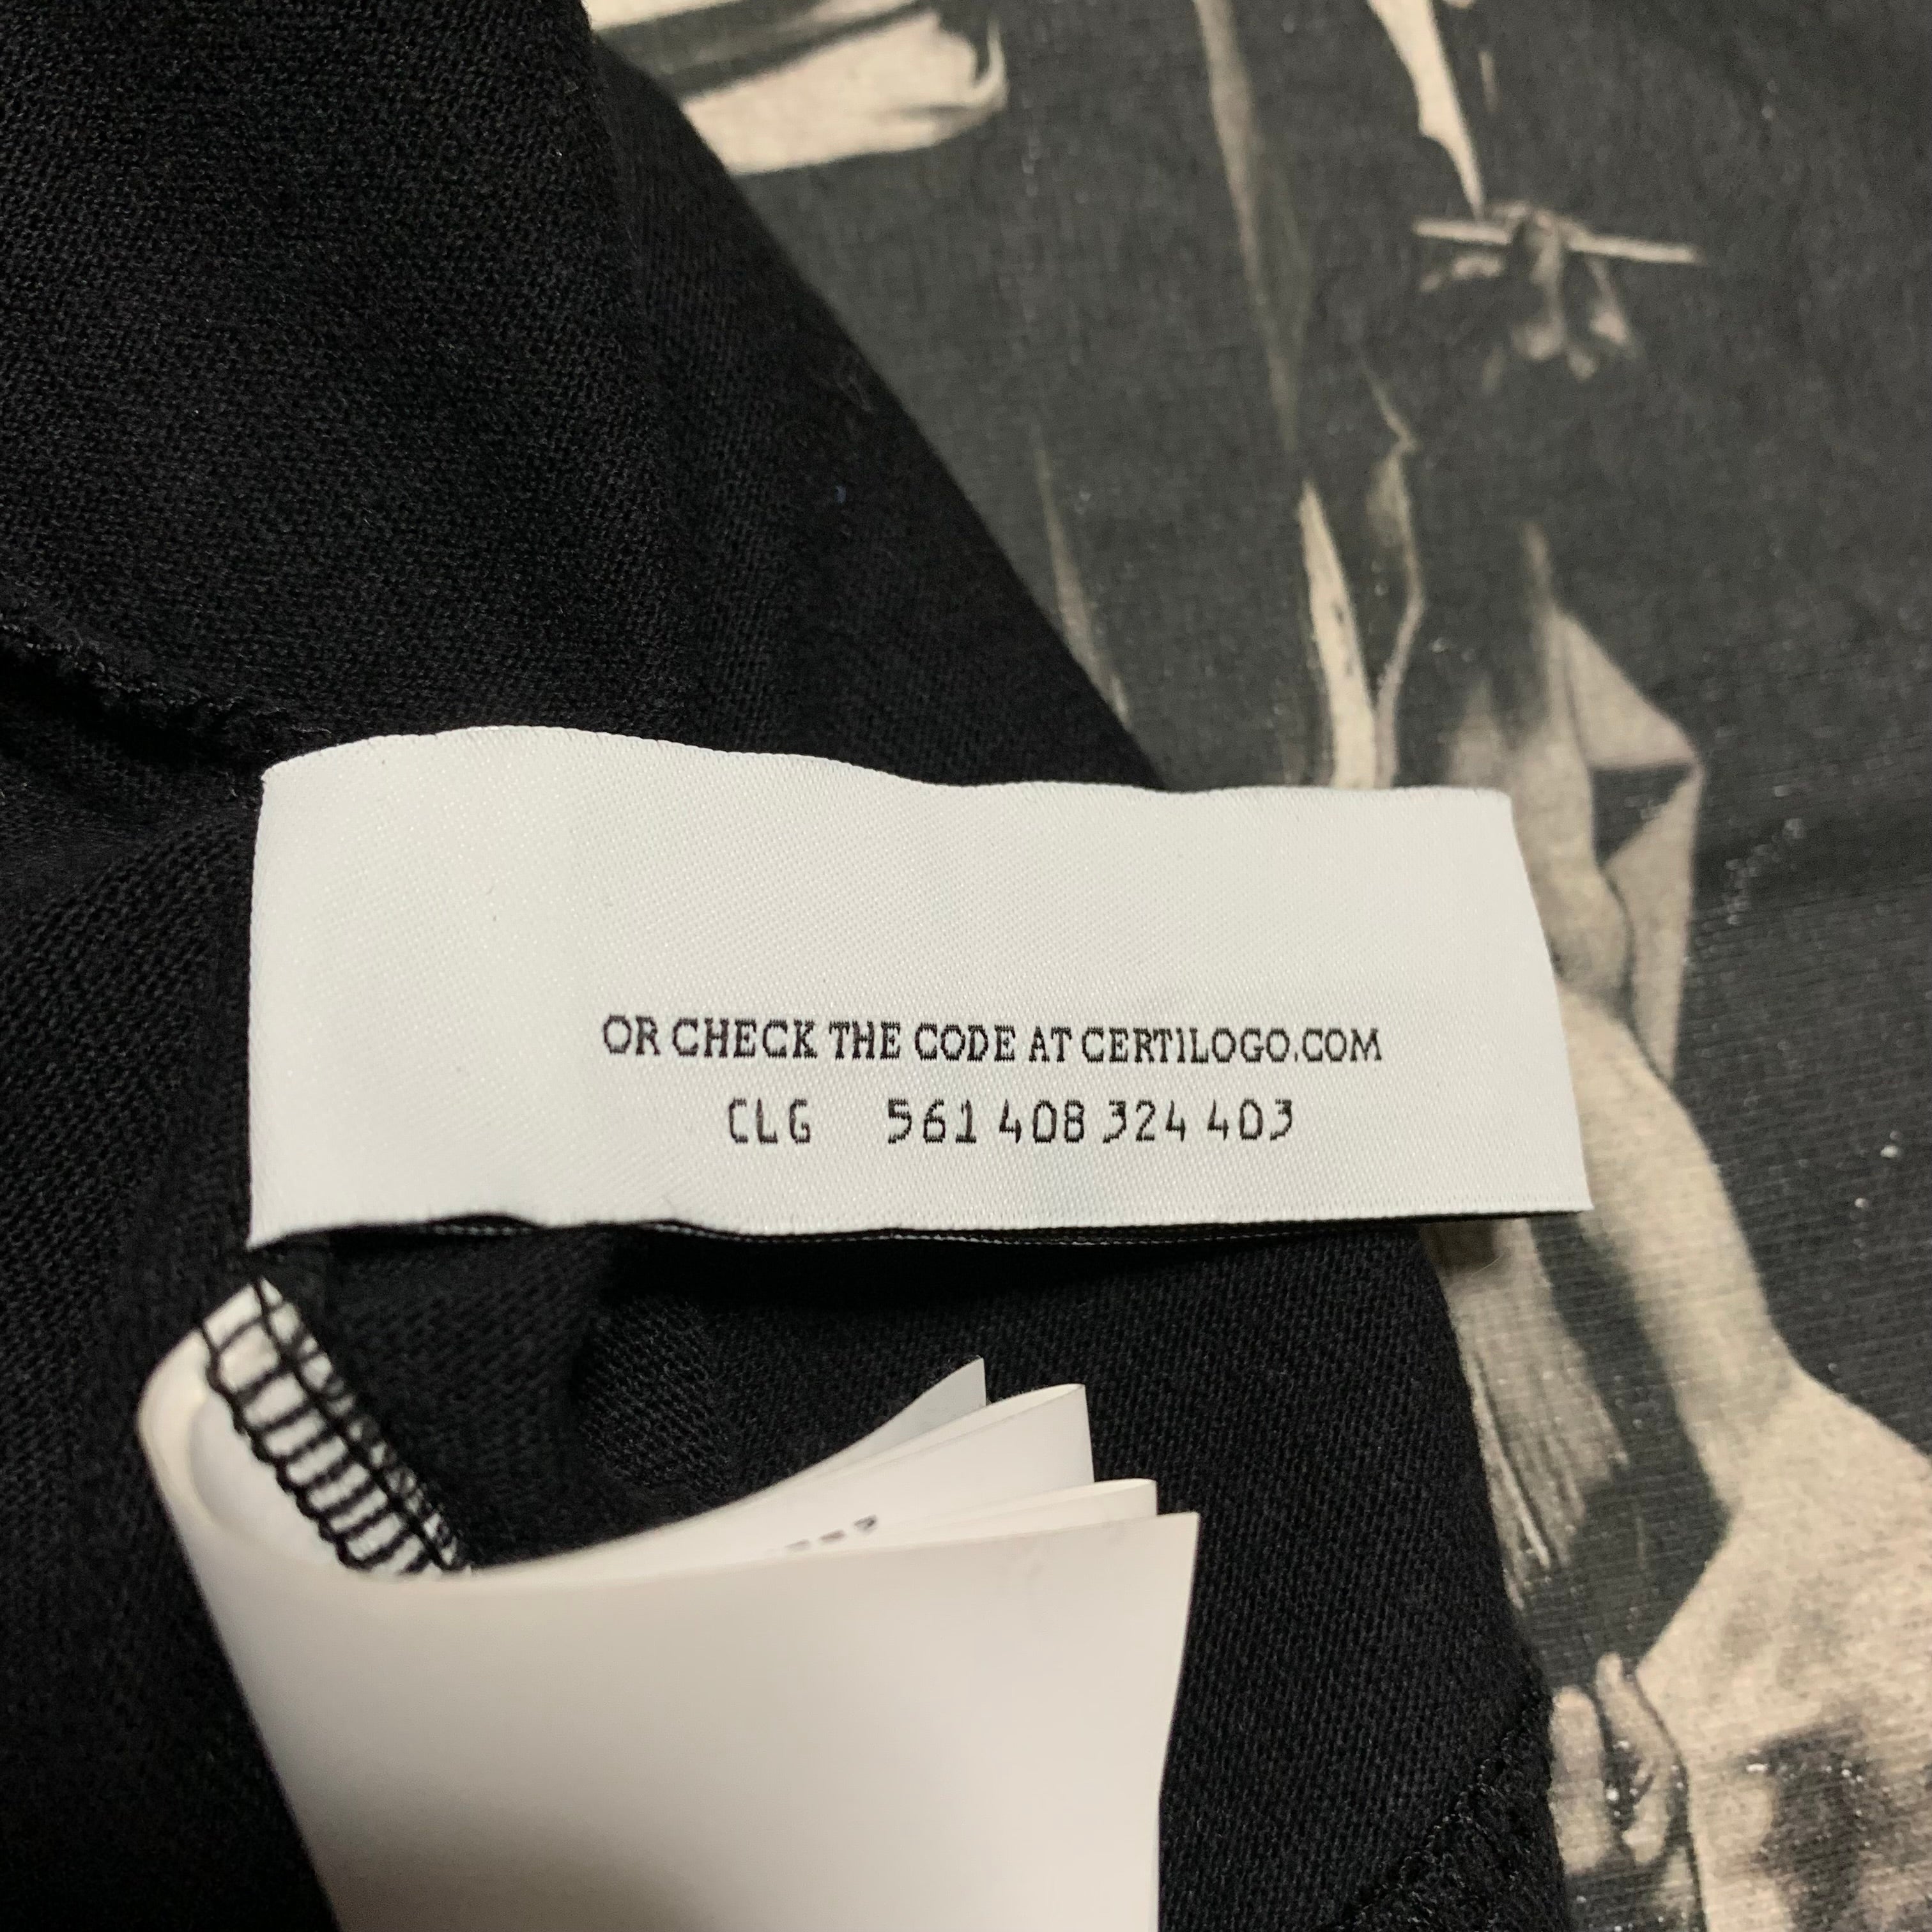 OR CHECK THE CODE AT CERTILOGO.COM
CLG 561 408 324 403